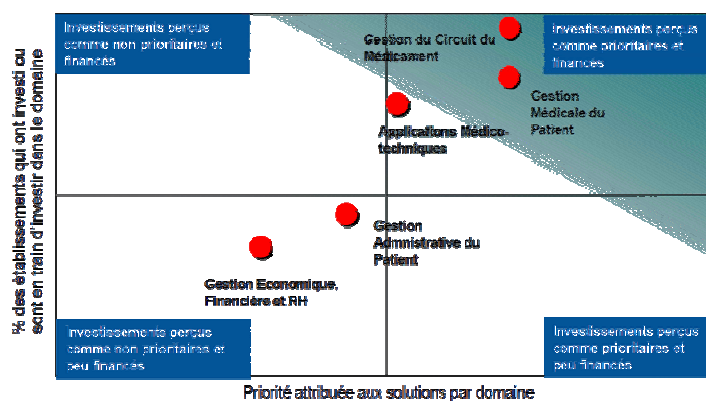 Investissements perçus
comme non prioritaires et
financés
Investissements perçus
comme prioritaires et
financés
Gestion du Circuit du
Médicament
Gestion
Médicale du
Patient
Applications Médico-
techniques
Gestion
Admnistrative du
Patient
Gestion Economique,
Financière et RH
Investissements perçus
comme non prioritaires et
peu financés
Investissements perçus
comme prioritaires et
peu financés
% des établissements qui ont investi ou
sont en train d'investir dans le domaine
Priorité attribuée aux solutions par domaine